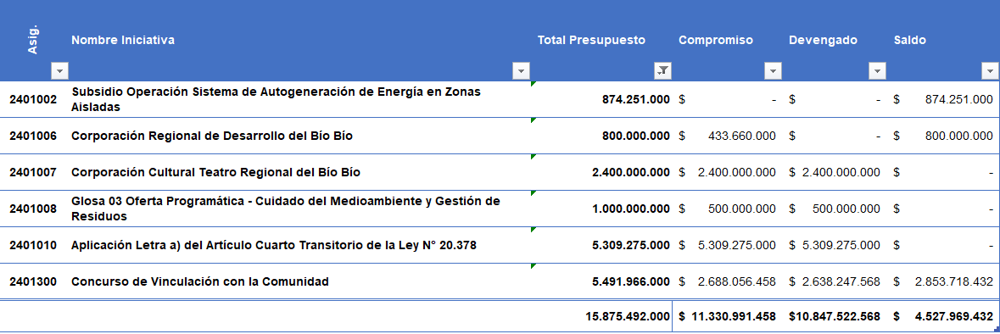 Asig. Nombre Iniciativa Total Presupuesto Compromiso Devengado Saldo
2401002 Subsidio Operación Sistema de Autogeneración de Energía en Zonas
Aisladas 874.251.000 $ - $ - $ 874.251.000
2401006 Corporación Regional de Desarrollo del Bío Bío 800.000.000 $ 433.660.000 $ - $ 800.000.000
2401007 Corporación Cultural Teatro Regional del Bío Bío 2.400.000.000 $ 2.400.000.000 $ 2.400.000.000 $ -
2401008 Glosa 03 Oferta Programática - Cuidado del Medioambiente y Gestión de
Residuos 1.000.000.000 $ 500.000.000 $ 500.000.000 $ -
2401010 Aplicación Letra a) del Artículo Cuarto Transitorio de la Ley N° 20.378 5.309.275.000 $ 5.309.275.000 $ 5.309.275.000 $ -
2401300 Concurso de Vinculación con la Comunidad 5.491.966.000 $ 2.688.056.458 $ 2.638.247.568 $ 2.853.718.432
15.875.492.000 $ 11.330.991.458 $10.847.522.568 $ 4.527.969.432